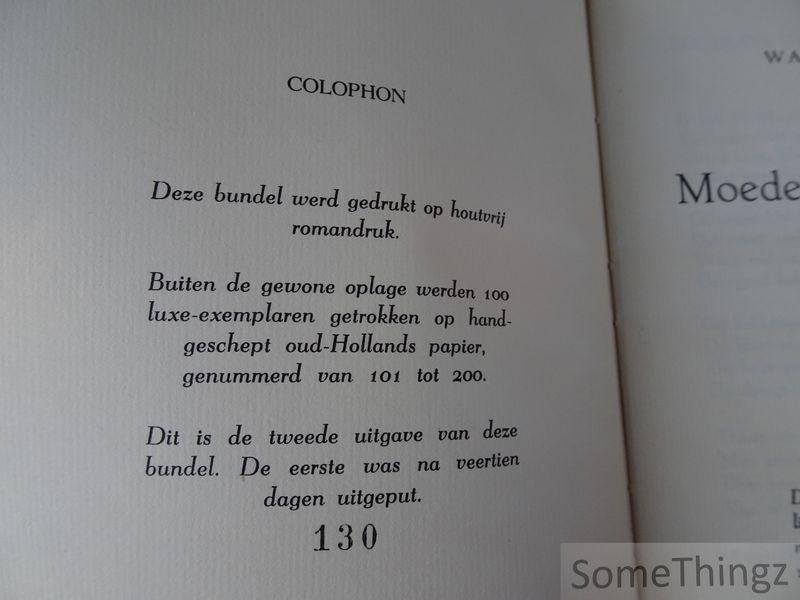 COLOPHON
Deze bundel werd gedrukt op houtvrij
romandruk.
Buiten de gewone oplage werden 100
luxe-exemplaren getrokken op hand-
geschept oud-Hollands papier,
genummerd van 101 tot 200.
Dit is de tweede uitgave van deze
bundel. De eerste was na veertien
dagen uitgeput.
130
WA
Moede
SomeThingz